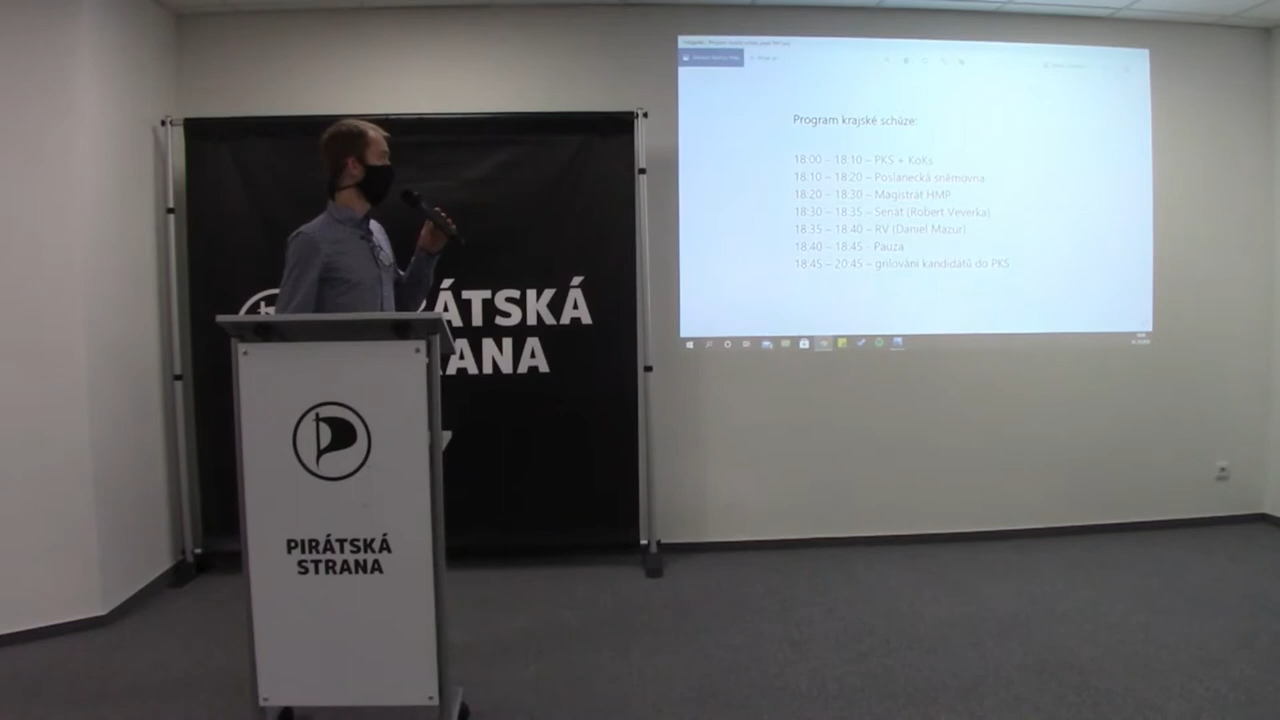 Program krajské schůze:
18:00 – 18:10 – PKS + KoKs
18:10 – 18:20 – Poslanecká sněmovna
18:20 – 18:30 – Magistrát HMP
18:30 – 18:35 – Senát (Robert Veverka)
18:35 – 18:40 – RV (Daniel Mazur)
18:40 – 18:45 - Pauza
18:45 – 20:45 – grilování kandidátů do PKS
ÁTSKÁ
ANA
PIRÁTSKÁ
STRANA